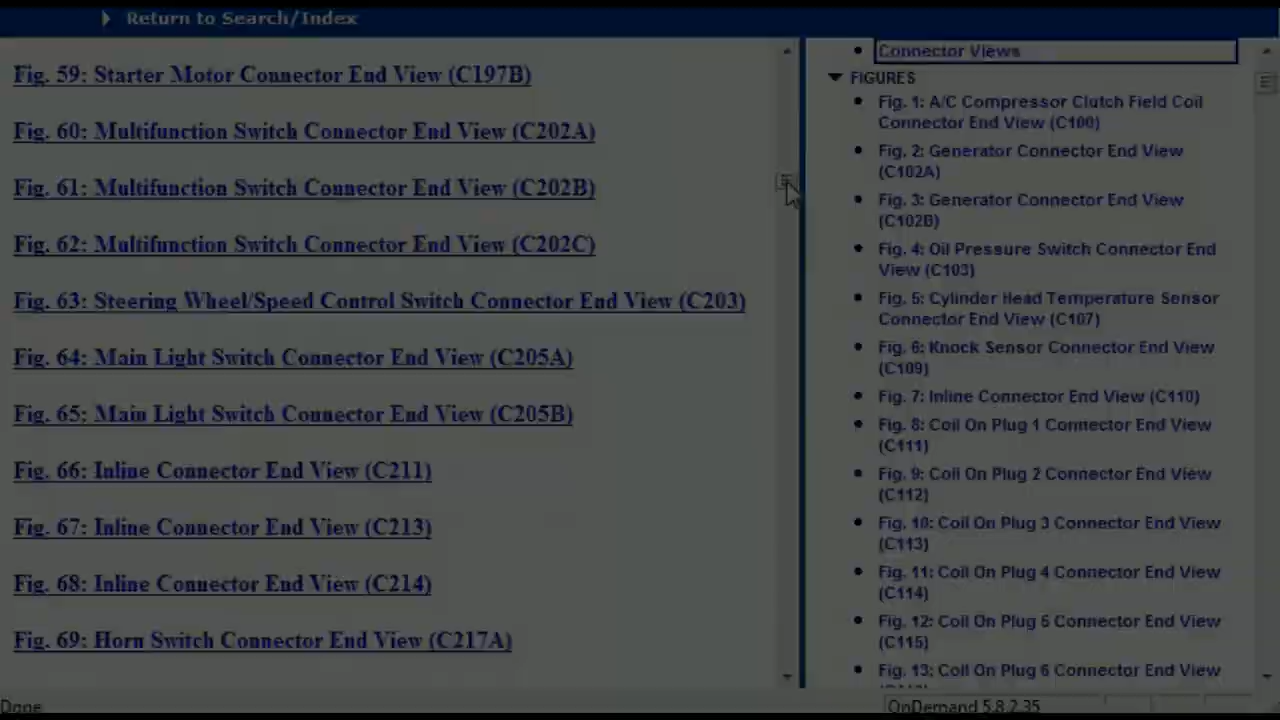 Return to Search/Index
Fig. 59: Starter Motor Connector End View (C197B)
Fig. 60: Multifunction Switch Connector End View (C202A)
Fig. 61: Multifunction Switch Connector End View (C202B)
Fig. 62: Multifunction Switch Connector End View (C202C)
Fig. 63: Steering Wheel/Speed Control Switch Connector End View (C203)
Fig. 64: Main Light Switch Connector End View (C205A)
Fig. 65: Main Light Switch Connector End View (C205B)
Fig. 66: Inline Connector End View (C211)
Fig. 67: Inline Connector End View (C213)
Fig. 68: Inline Connector End View (C214)
Fig. 69: Horn Switch Connector End View (C217A)
Connector Views
FIGURES
Fig. 1: A/C Compressor Clutch Field Coil
Connector End View (C100)
Fig. 2: Generator Connector End View
(C102A)
Fig. 3: Generator Connector End View
(C102B)
Fig. 4: Oil Pressure Switch Connector End
View (C103)
Fig. 5: Cylinder Head Temperature Sensor
Connector End View (C107)
Fig. 6: Knock Sensor Connector End View
(C109)
Fig. 7: Inline Connector End View (C110)
Fig. 8: Coil On Plug 1 Connector End View
(C111)
Fig. 9: Coil On Plug 2 Connector End View
(C112)
Fig. 10: Coil On Plug 3 Connector End View
(C113)
Fig. 11: Coil On Plug 4 Connector End View
(C114)
Fig. 12: Coil On Plug 5 Connector End View
(C115)
Fig. 13: Coil On Plug 6 Connector End View
Done
OnDemand 5.8.2.35